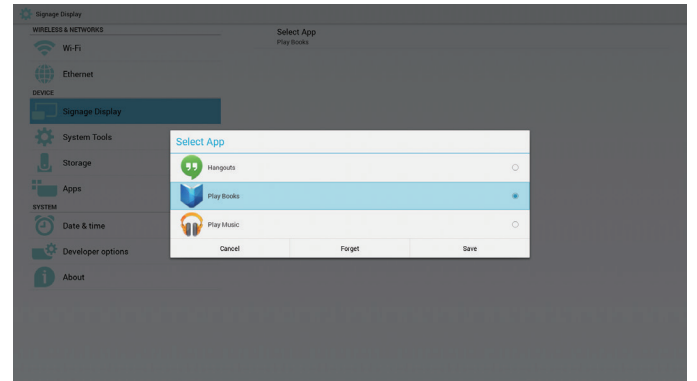 Signage Display
WIRELESS & NETWORKS
Wi-Fi
Ethernet
DEVICE
Signage Display
System Tools
Storage
Apps
SYSTEM
Date & time
Developer options
About
Select App
Play Books
Select App
Hangouts
Play Books
Play Music
Cancel Forget Save